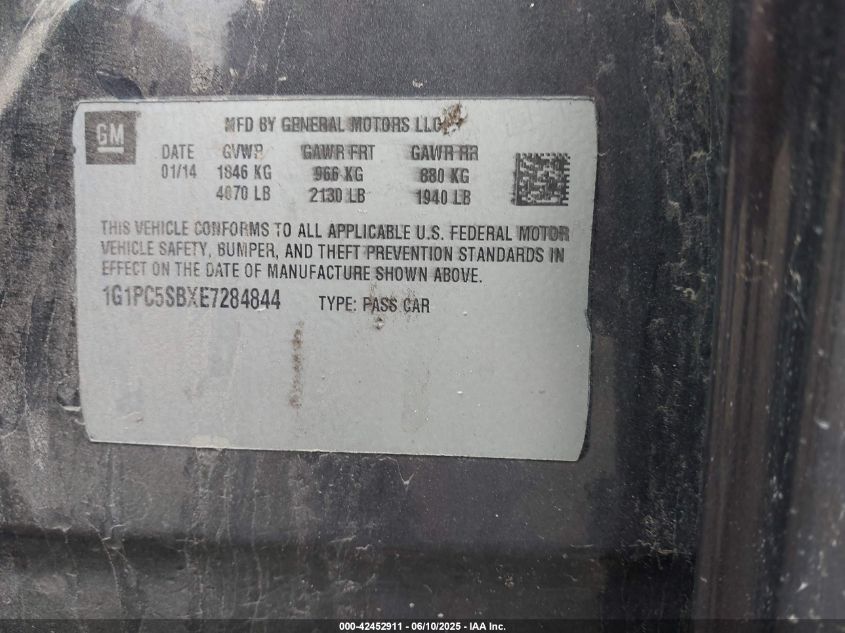 GM
MFD BY GENERAL MOTORS LLC
DATE GVWR GAWR FRT GAWR RR
01/14 1846 KG 966 KG 880 KG
4070 LB 2130 LB 1940 LB
THIS VEHICLE CONFORMS TO ALL APPLICABLE U.S. FEDERAL MOTOR
VEHICLE SAFETY, BUMPER, AND THEFT PREVENTION STANDARDS IN
EFFECT ON THE DATE OF MANUFACTURE SHOWN ABOVE.
1G1PC5SBXE7284844 TYPE: PASS CAR
000-42452911 - 06/10/2025 - IAA Inc.